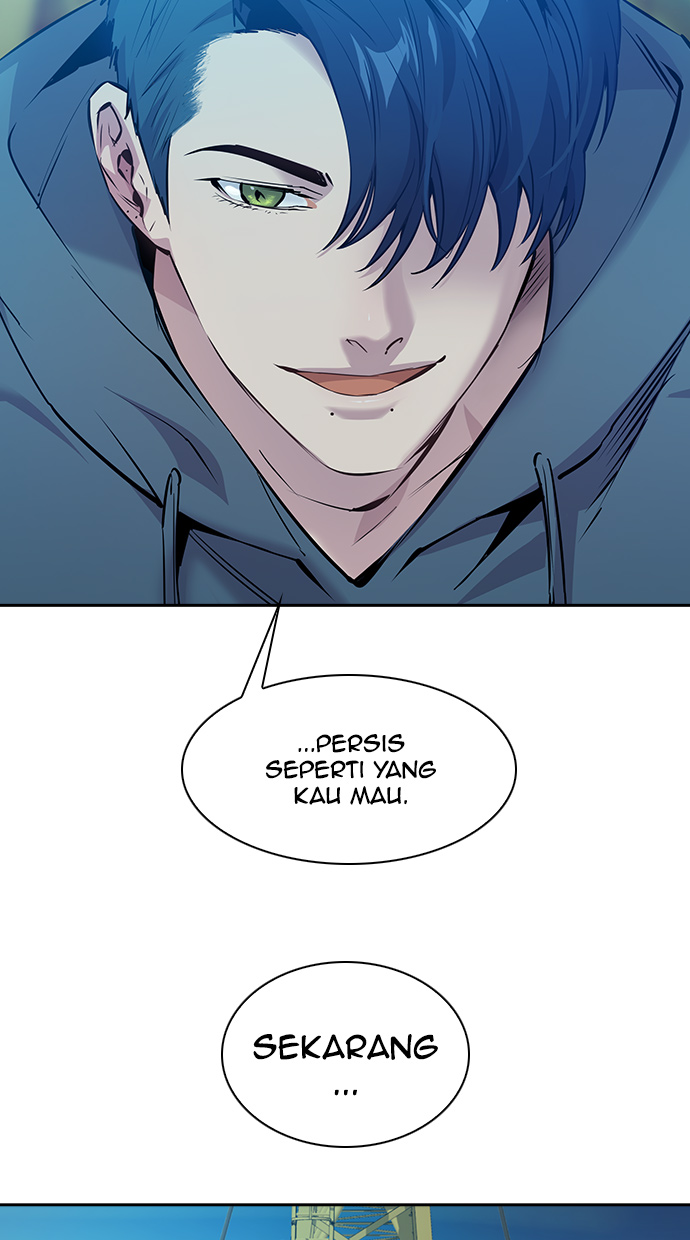 ...PERSIS
SEPERTI YANG
KAU MAU.
SEKARANG
...